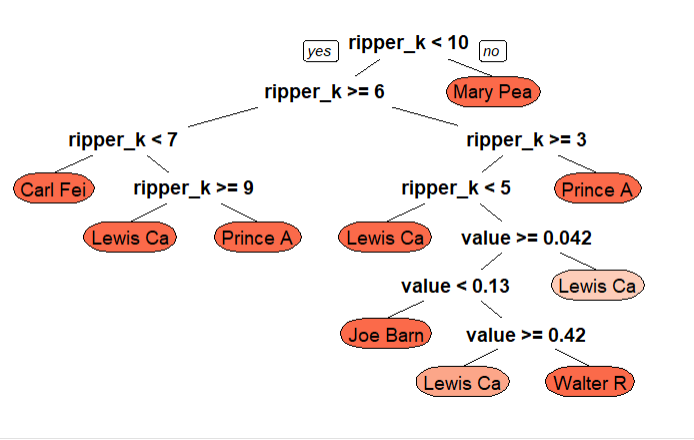 yes ripper_k < 10 no
ripper_k >= 6 Mary Pea
ripper_k < 7 ripper_k >= 3
Carl Fei ripper_k >= 9 ripper_k < 5 Prince A
Lewis Ca Prince A Lewis Ca value >= 0.042
value < 0.13 Lewis Ca
Joe Barn value >= 0.42
Lewis Ca Walter R